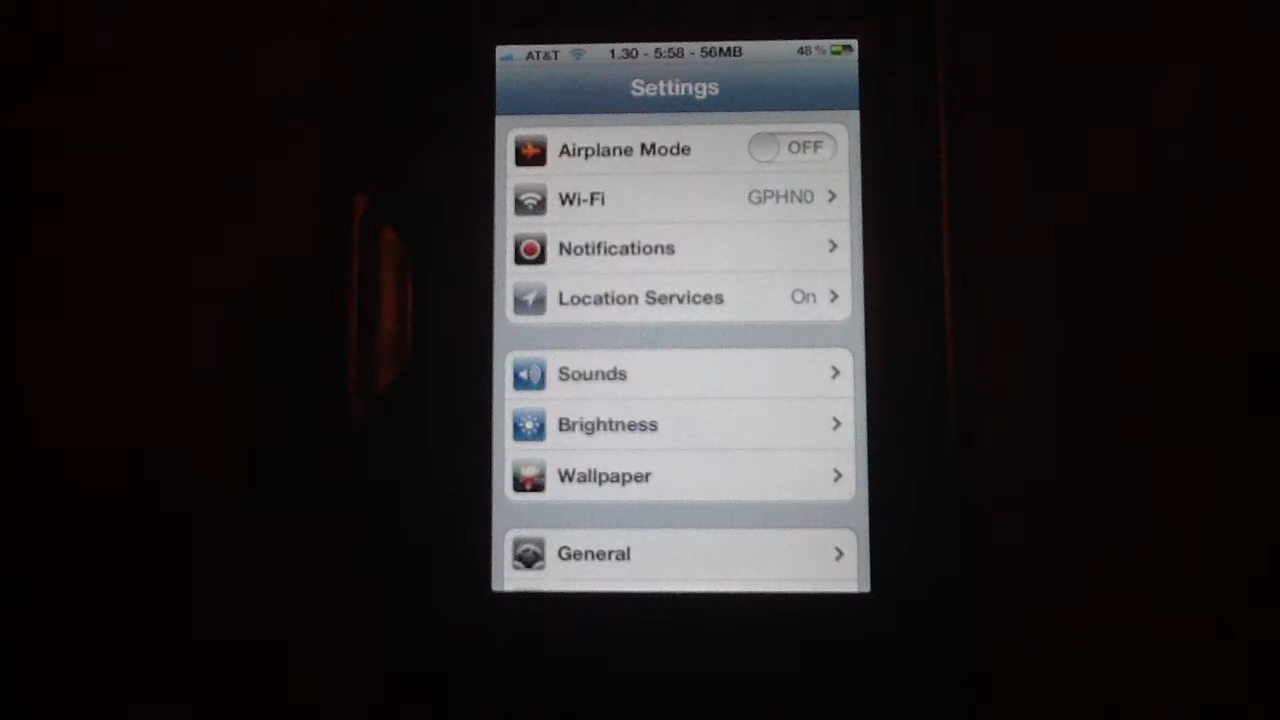 AT&T 1.30 - 5:58 - 56MB 48 %
Settings
Airplane Mode OFF
Wi-Fi GPHN0
Notifications
Location Services On
Sounds
Brightness
Wallpaper
General